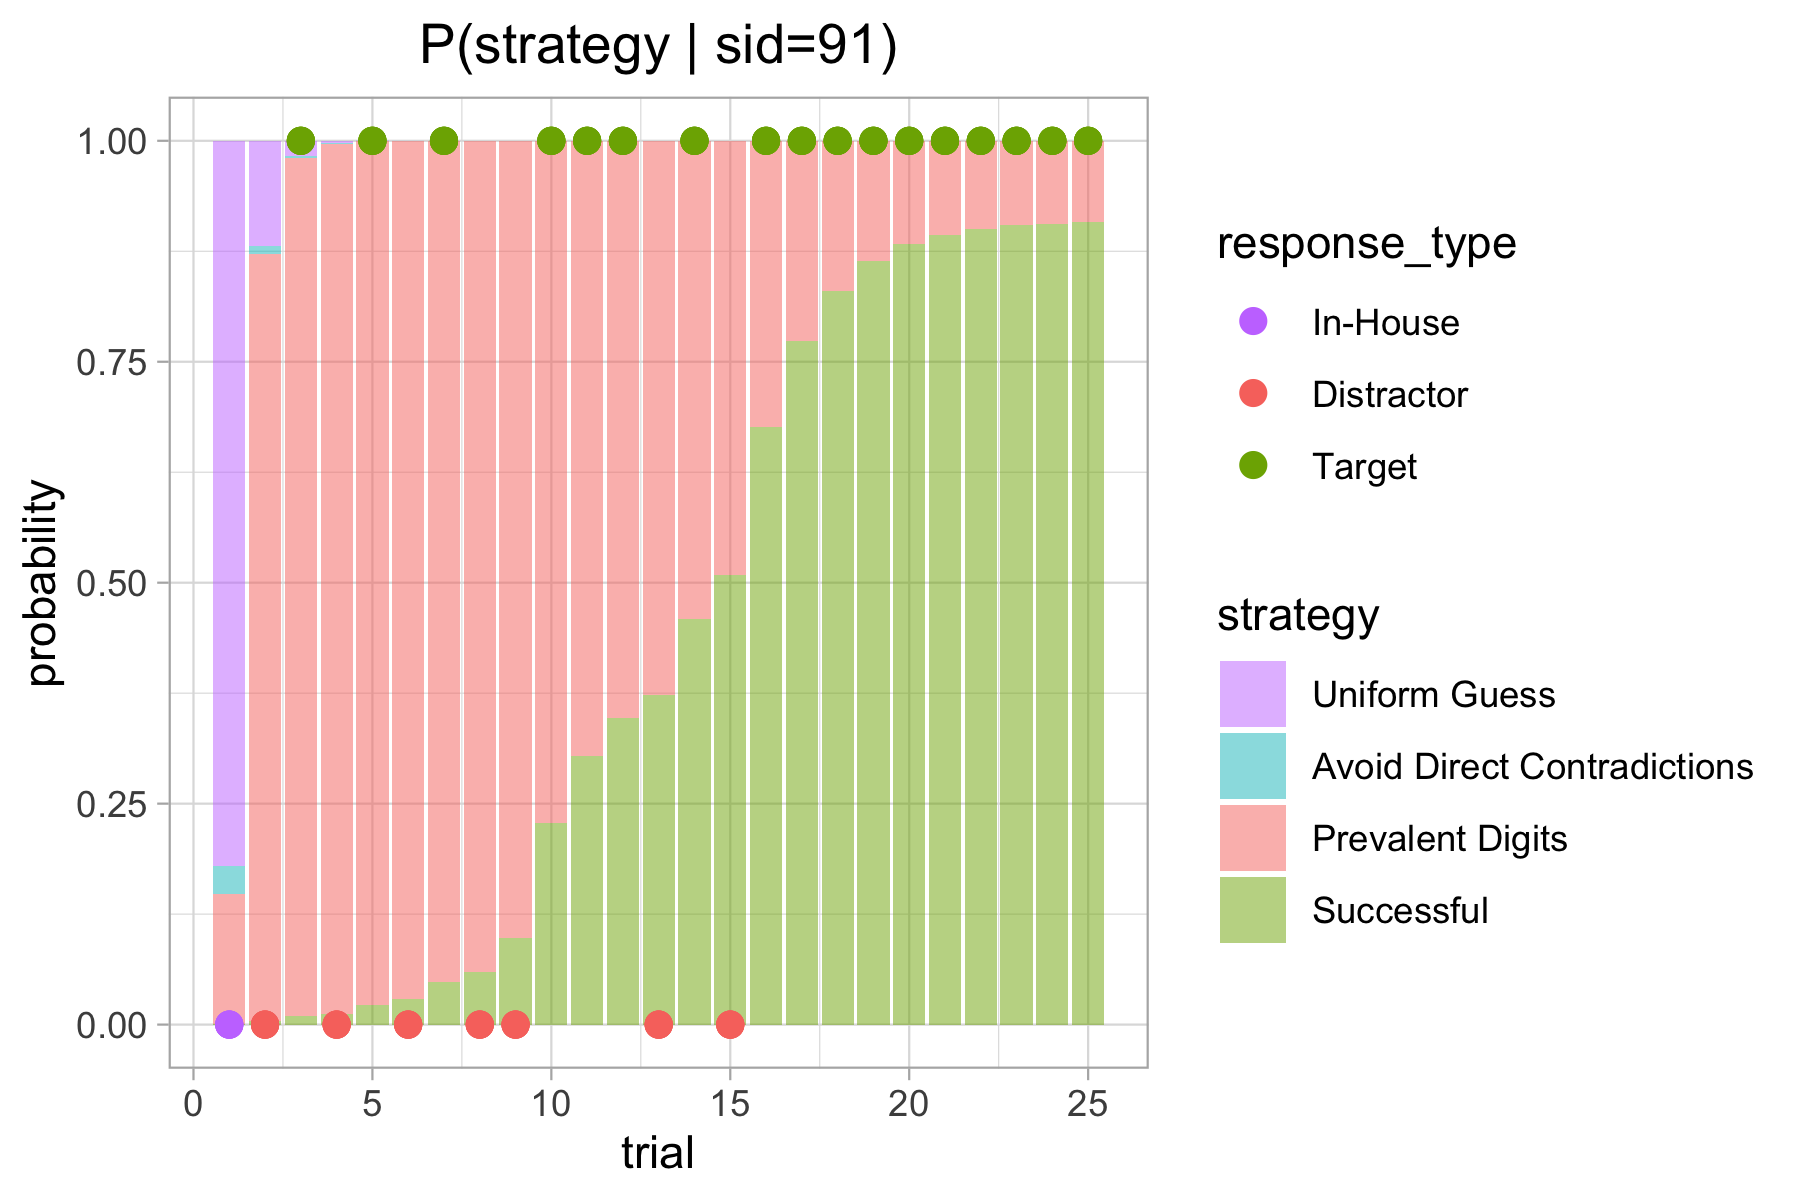 P(strategy | sid=91)
probability
1.00
0.75
0.50
0.25
0.00
0 5 10 15 20 25
trial
response_type
In-House
Distractor
Target
strategy
Uniform Guess
Avoid Direct Contradictions
Prevalent Digits
Successful